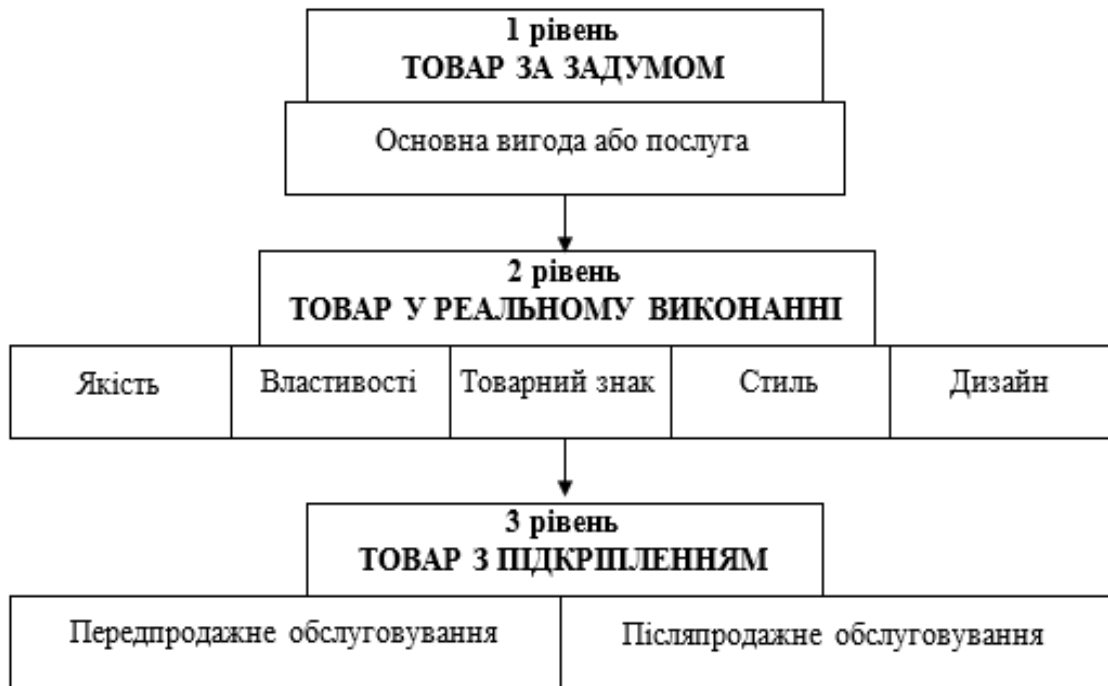 1 рівень
ТОВАР ЗА ЗАДУМОМ
Основна вигода або послуга
2 рівень
ТОВАР У РЕАЛЬНОМУ ВИКОНАННІ
Якість
Властивості
Товарний знак
Стиль
Дизайн
3 рівень
ТОВАР З ПІДКРІПЛЕННЯМ
Передпродажне обслуговування
Післяпродажне обслуговування